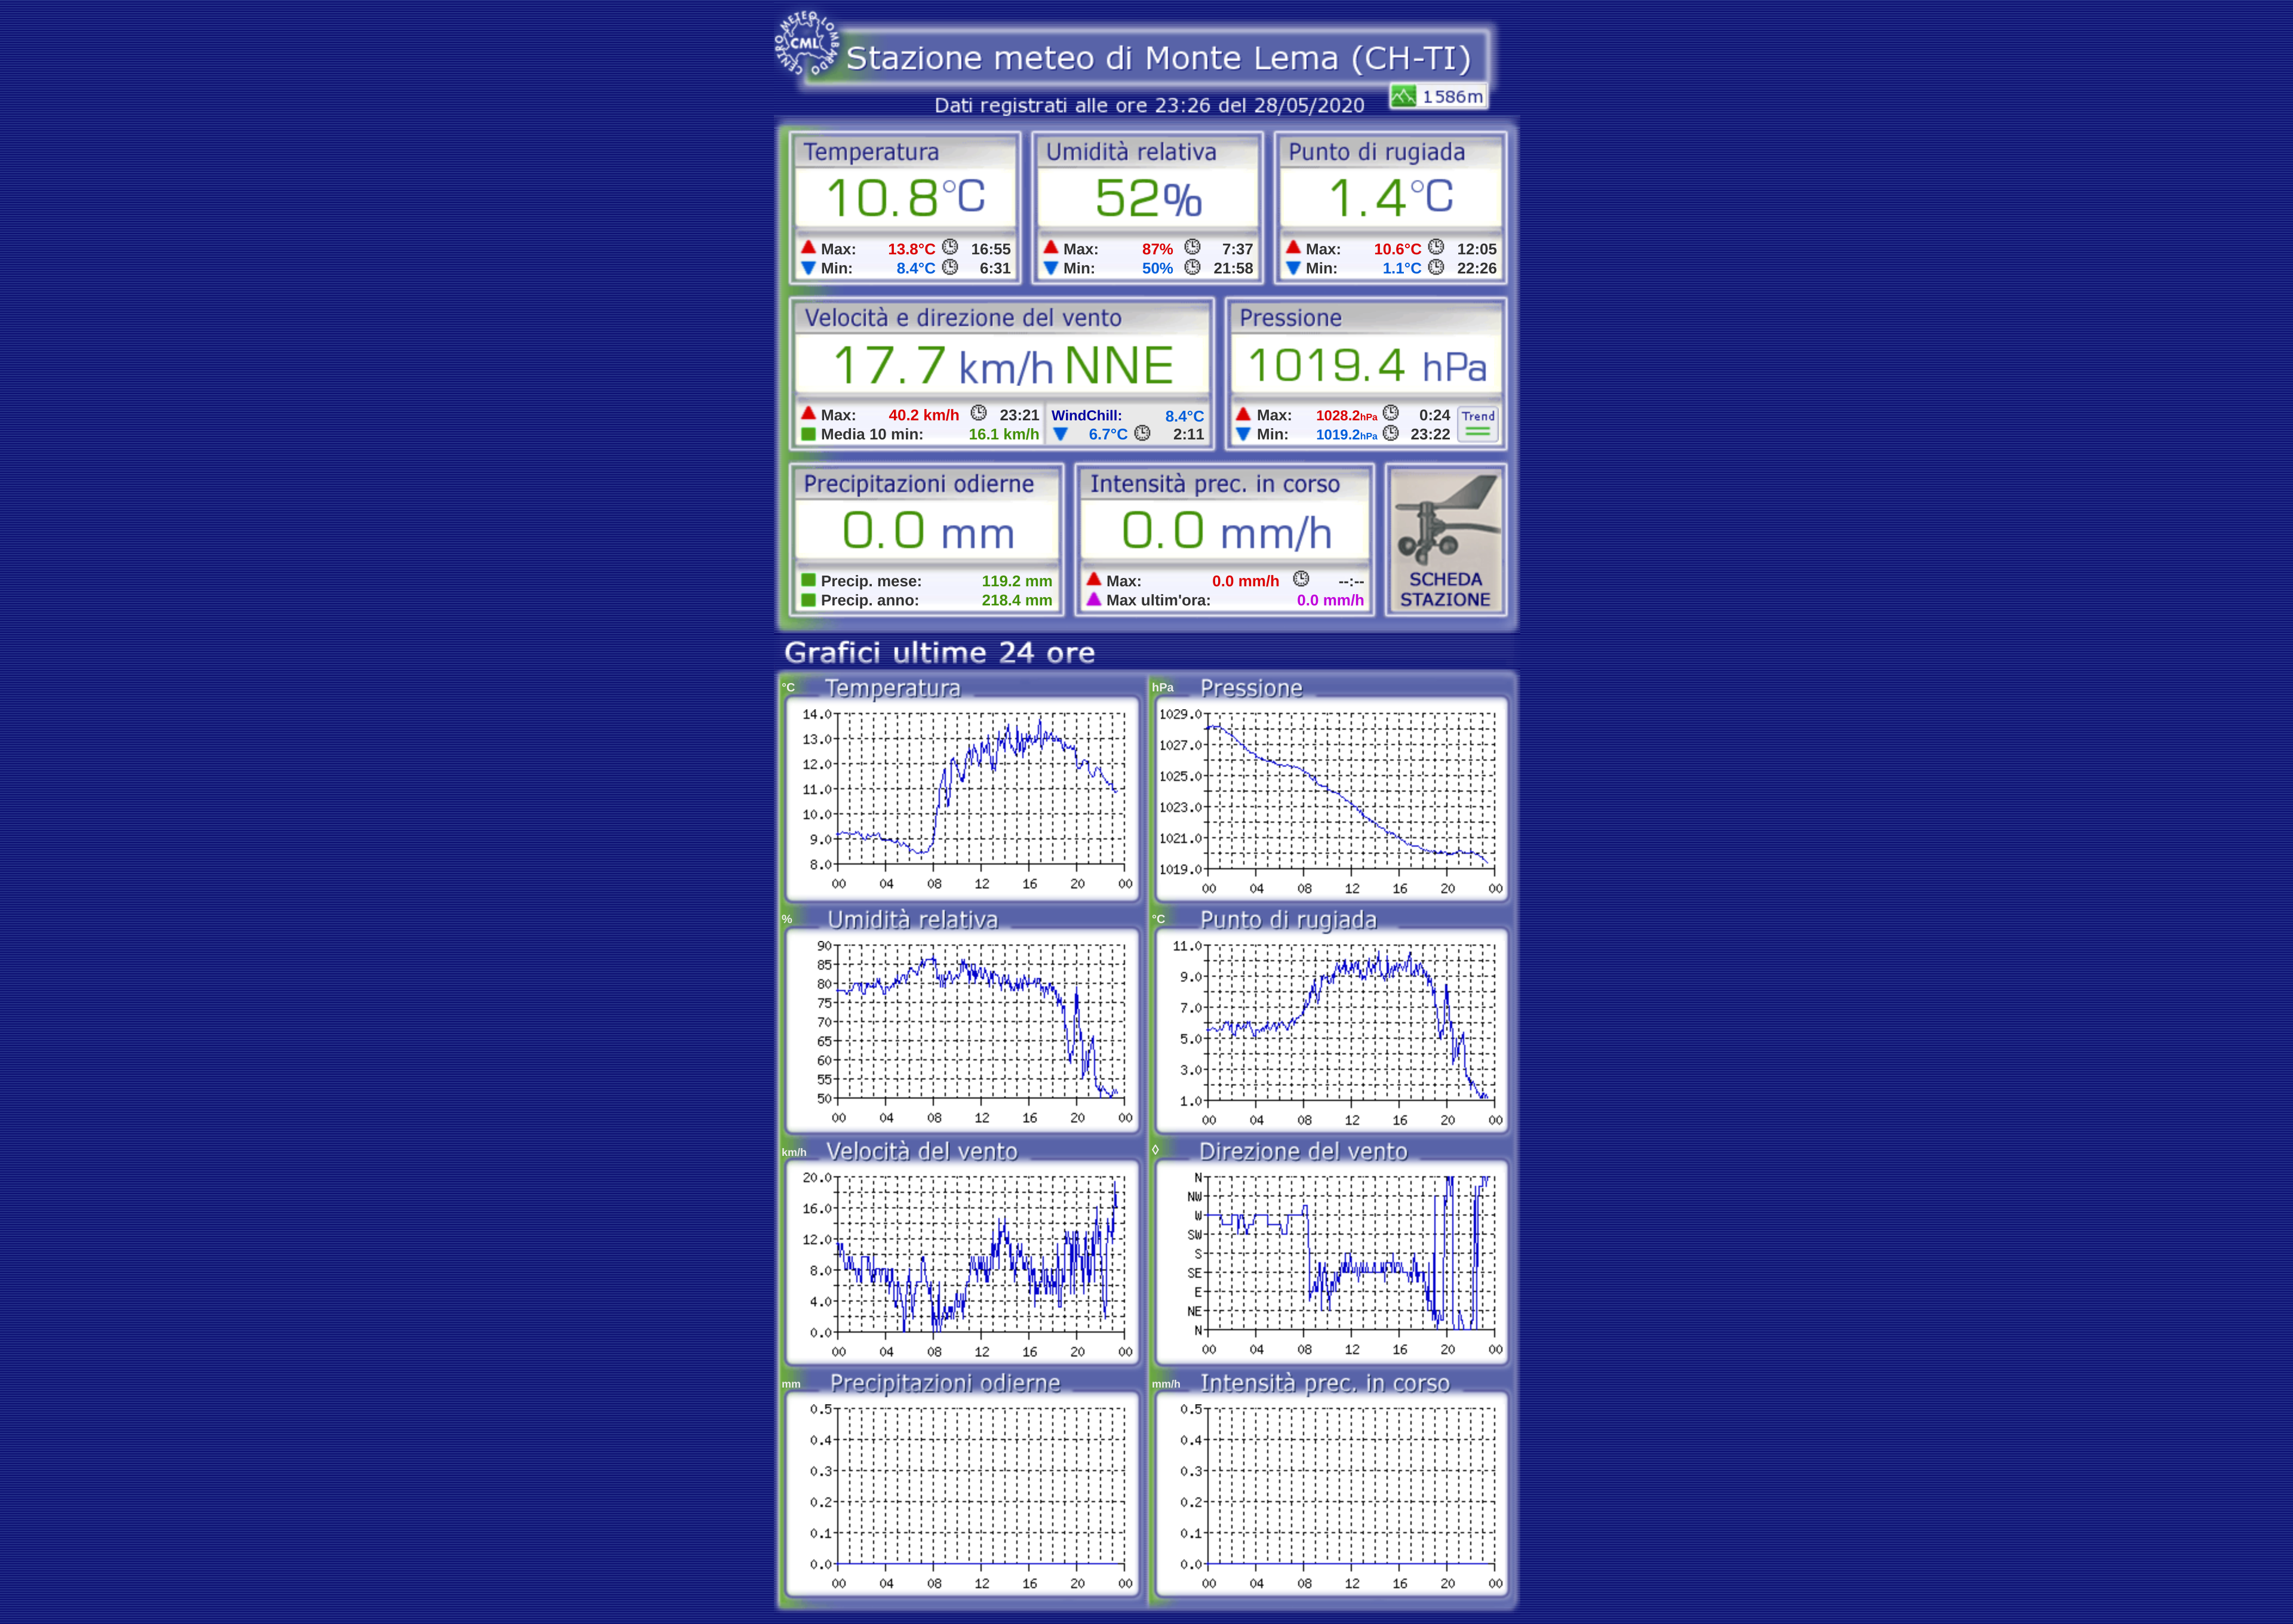 CENTRO METEO LOMBARDO
CML
Stazione meteo di Monte Lema (CH-TI)
1586m
Dati registrati alle ore 23:26 del 28/05/2020
Temperatura
10.8°C
Max: 13.8°C 16:55
Min: 8.4°C 6:31
Umidità relativa
52%
Max: 87% 7:37
Min: 50% 21:58
Punto di rugiada
1.4°C
Max: 10.6°C 12:05
Min: 1.1°C 22:26
Velocità e direzione del vento
17.7 km/h NNE
Max: 40.2 km/h 23:21
Media 10 min: 16.1 km/h
WindChill: 8.4°C
6.7°C 2:11
Pressione
1019.4 hPa
Max: 1028.2hPa 0:24
Min: 1019.2hPa 23:22
Trend
Precipitazioni odierne
0.0 mm
Precip. mese: 119.2 mm
Precip. anno: 218.4 mm
Intensità prec. in corso
0.0 mm/h
Max: 0.0 mm/h --:--
Max ultim'ora: 0.0 mm/h
SCHEDA
STAZIONE
Grafici ultime 24 ore
°C Temperatura
14.0
13.0
12.0
11.0
10.0
9.0
8.0
00 04 08 12 16 20 00
hPa Pressione
1029.0
1027.0
1025.0
1023.0
1021.0
1019.0
00 04 08 12 16 20 00
% Umidità relativa
90
85
80
75
70
65
60
55
50
00 04 08 12 16 20 00
°C Punto di rugiada
11.0
9.0
7.0
5.0
3.0
1.0
00 04 08 12 16 20 00
km/h Velocità del vento
20.0
16.0
12.0
8.0
4.0
0.0
00 04 08 12 16 20 00
◊ Direzione del vento
N
NW
W
SW
S
SE
E
NE
N
00 04 08 12 16 20 00
mm Precipitazioni odierne
0.5
0.4
0.3
0.2
0.1
0.0
00 04 08 12 16 20 00
mm/h Intensità prec. in corso
0.5
0.4
0.3
0.2
0.1
0.0
00 04 08 12 16 20 00